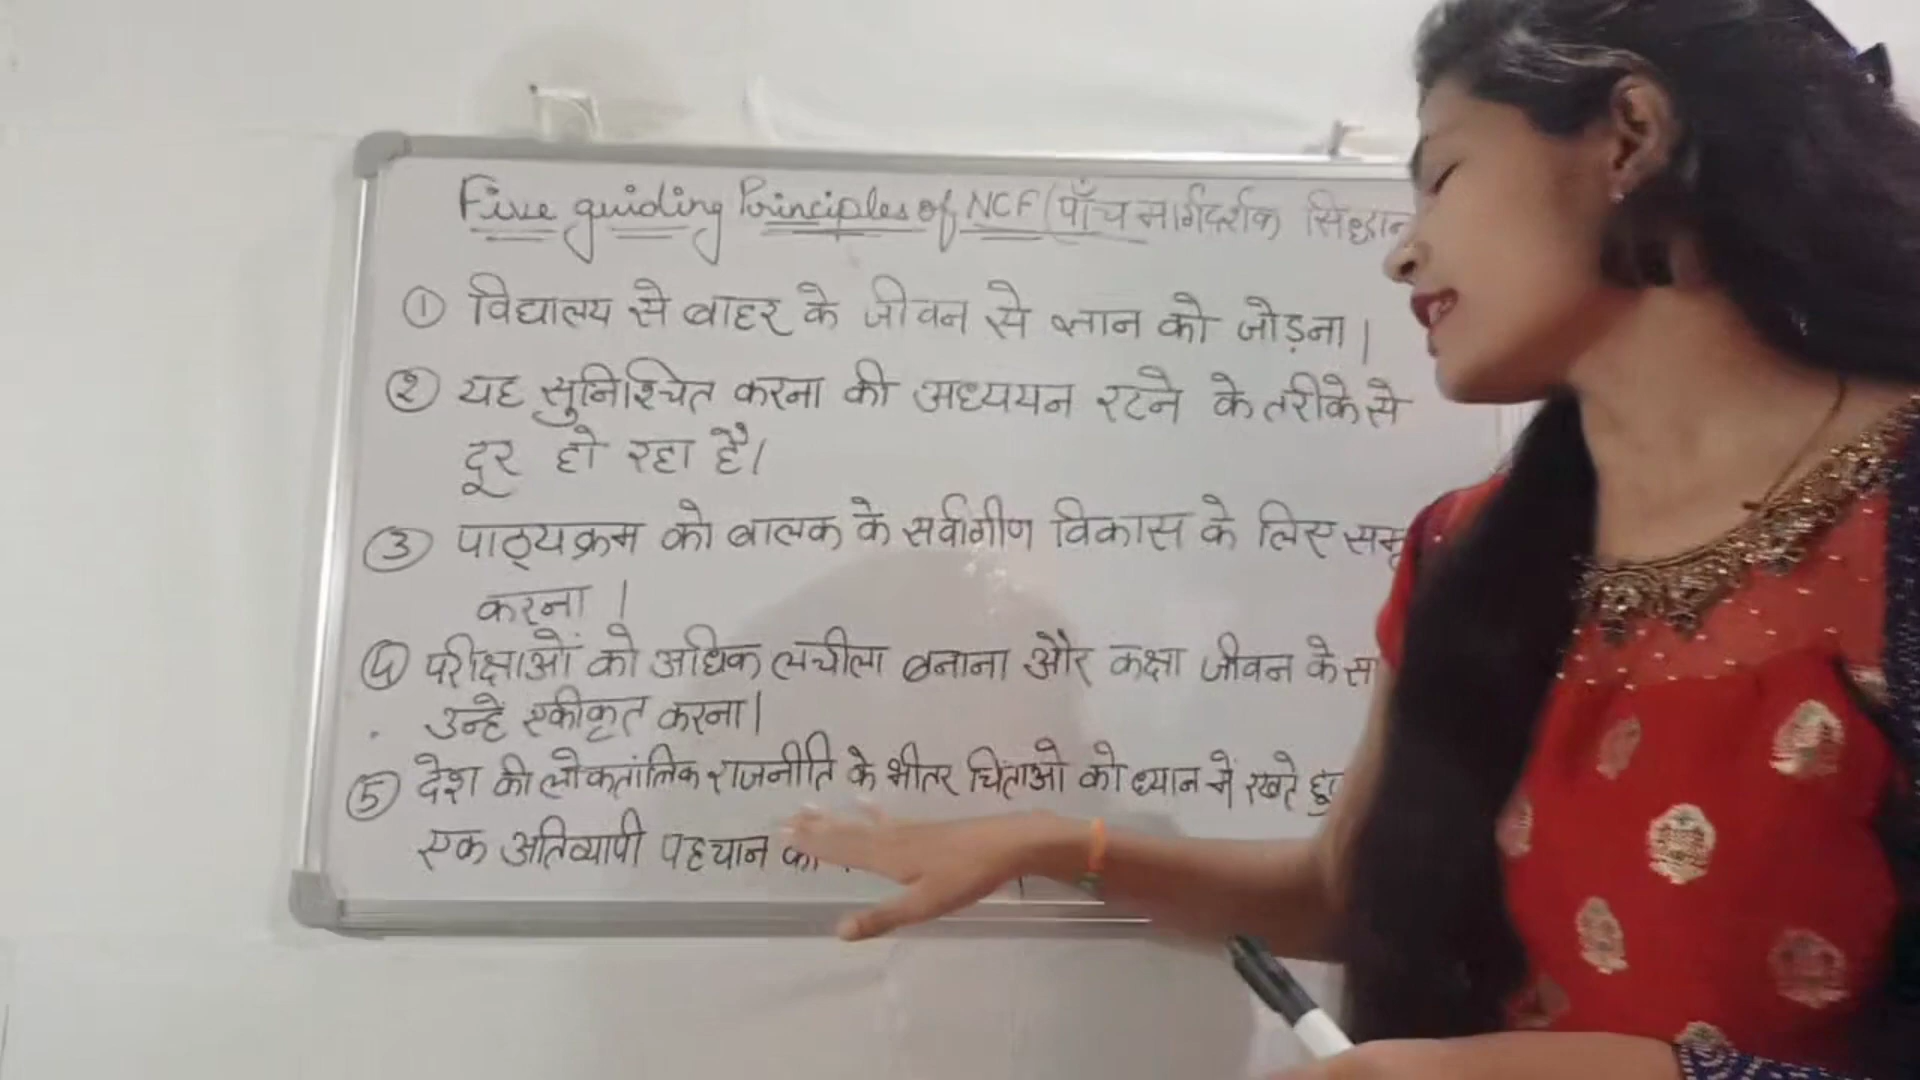 Five guiding Principles of NCF (पाँच मार्गदर्शक
① विद्यालय से बाहर के जीवन से ज्ञान को जोड़ना।
② यह सुनिश्चित करना की अध्ययन रटने के तरीके से
दूर हो रहा है।
③ पाठ्यक्रम को बालक के सर्वागीण विकास के लिए
करना।
④ परीक्षाओं को अधिक लचीला बनाना और कक्षा जीवन के
उन्हें एकीकृत करना।
⑤ देश की लोकतांत्रिक राजनीति के भीतर चिंताओ को ध्यान में रखते
एक अतिव्यापी पहचान